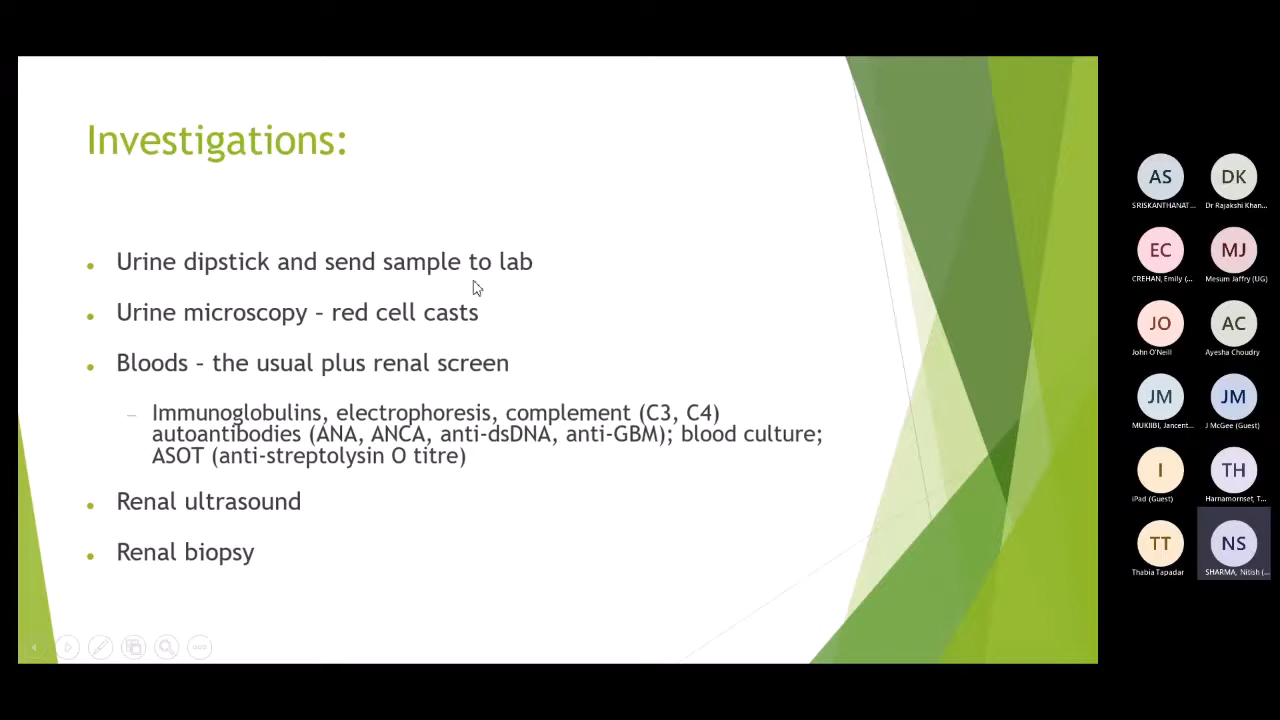 Investigations:
Urine dipstick and send sample to lab
Urine microscopy – red cell casts
Bloods – the usual plus renal screen
– Immunoglobulins, electrophoresis, complement (C3, C4)
autoantibodies (ANA, ANCA, anti-dsDNA, anti-GBM); blood culture;
ASOT (anti-streptolysin O titre)
Renal ultrasound
Renal biopsy
AS DK
SRISKANTHANAT... Dr Rajakshi Khan...
EC MJ
CREHAN, Emily (... Mesum Jaffry (UG)
JO AC
John O'Neill Ayesha Choudry
JM JM
MUKIIBI, Jancent... J McGee (Guest)
I TH
iPad (Guest) Harnamornset, T...
TT NS
Thabia Tapadar SHARMA, Nitish (...